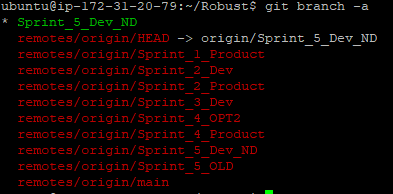 ubuntu@ip-172-31-20-79:~/Robust$ git branch -a
* Sprint_5_Dev_ND
remotes/origin/HEAD -> origin/Sprint_5_Dev_ND
remotes/origin/Sprint_1_Product
remotes/origin/Sprint_2_Dev
remotes/origin/Sprint_2_Product
remotes/origin/Sprint_3_Dev
remotes/origin/Sprint_4_OPT2
remotes/origin/Sprint_4_Product
remotes/origin/Sprint_5_Dev_ND
remotes/origin/Sprint_5_OLD
remotes/origin/main